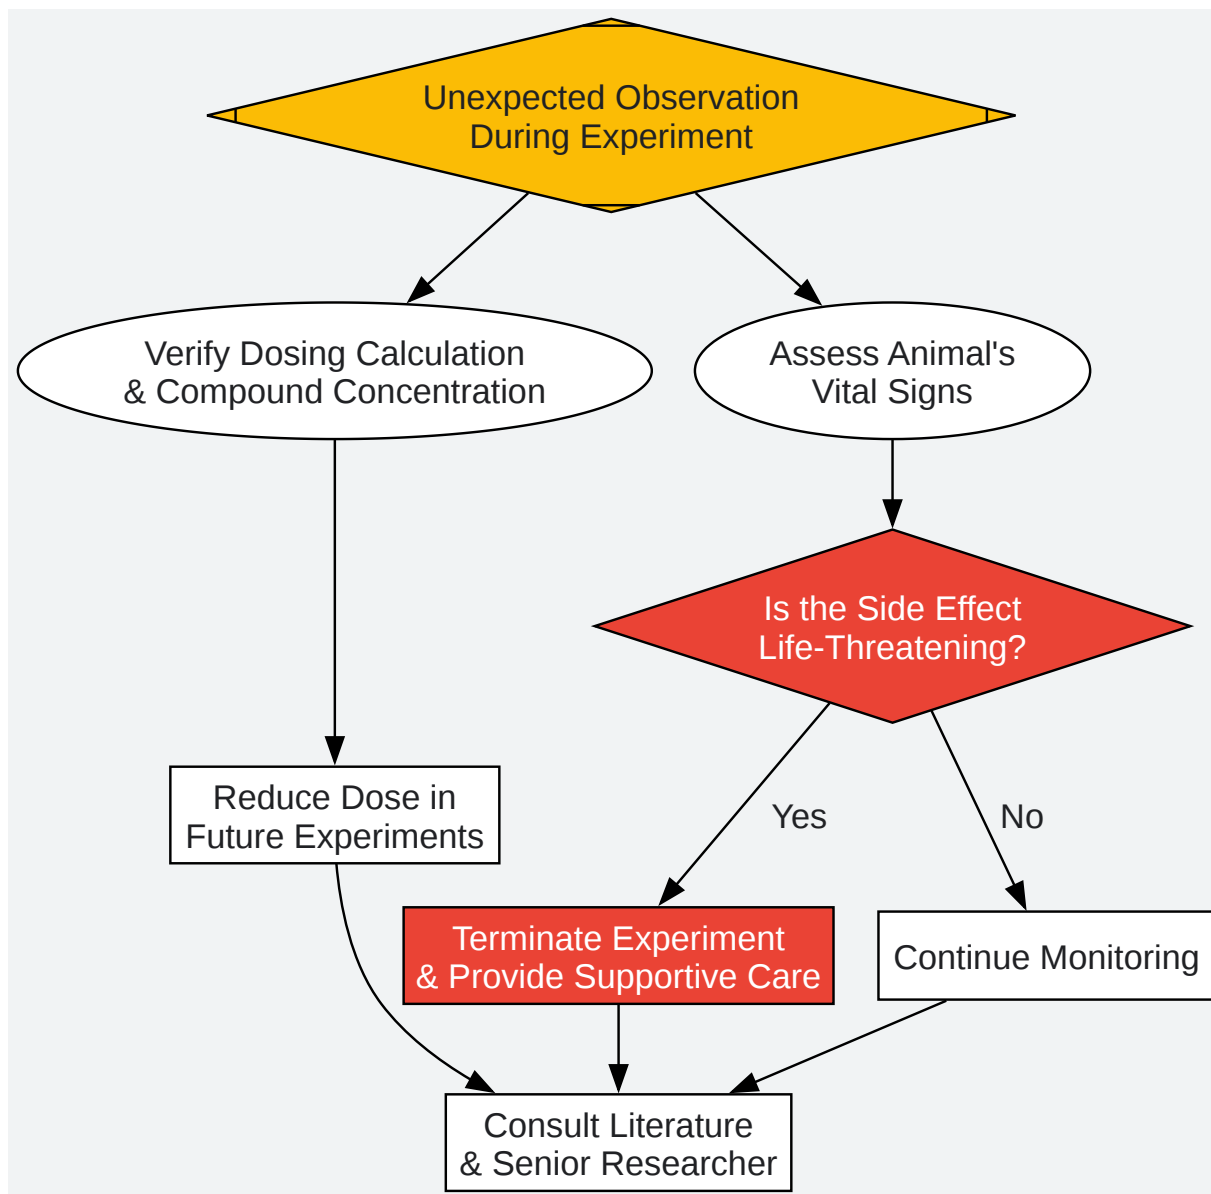 Unexpected Observation
During Experiment
Verify Dosing Calculation
& Compound Concentration
Assess Animal's
Vital Signs
Is the Side Effect
Life-Threatening?
Reduce Dose in
Future Experiments
Yes
No
Terminate Experiment
& Provide Supportive Care
Continue Monitoring
Consult Literature
& Senior Researcher